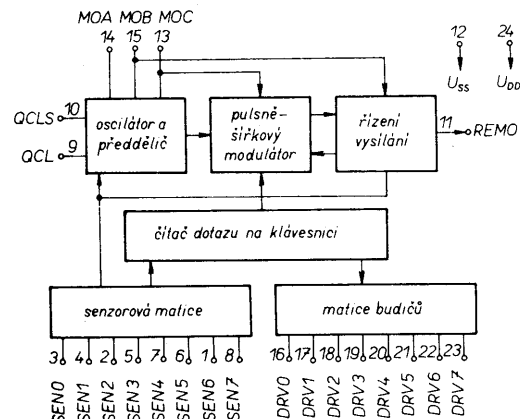 MOA MOB MOC
14 15 13
12 24
U_SS U_DD
QCLS 10
QCL 9
oscilátor a
předdělič
pulsně-
šířkový
modulátor
řízení
vysílání
11 REMO
čítač dotazu na klávesnici
senzorová matice
matice budičů
3 4 2 5 7 6 1 8
SEN0 SEN1 SEN2 SEN3 SEN4 SEN5 SEN6 SEN7
16 17 18 19 20 21 22 23
DRV0 DRV1 DRV2 DRV3 DRV4 DRV5 DRV6 DRV7